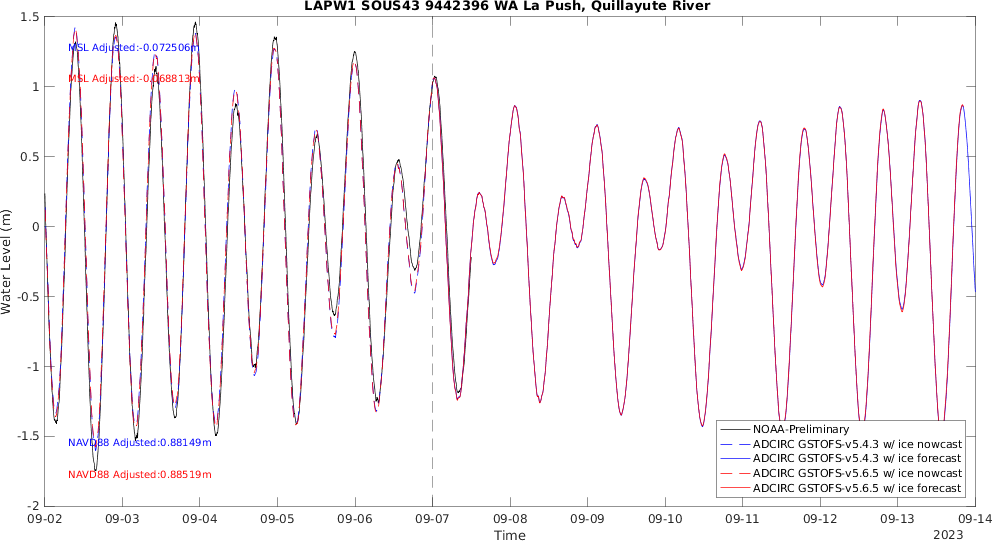 LAPW1 SOUS43 9442396 WA La Push, Quillayute River
1.5
MSL Adjusted:-0.072506m
MSL Adjusted:-0.068813m
1
0.5
0
-0.5
-1
-1.5
-2
Water Level (m)
NAVD88 Adjusted:0.88149m
NAVD88 Adjusted:0.88519m
NOAA-Preliminary
ADCIRC GSTOFS-v5.4.3 w/ ice nowcast
ADCIRC GSTOFS-v5.4.3 w/ ice forecast
ADCIRC GSTOFS-v5.6.5 w/ ice nowcast
ADCIRC GSTOFS-v5.6.5 w/ ice forecast
09-02 09-03 09-04 09-05 09-06 09-07 09-08 09-09 09-10 09-11 09-12 09-13 09-14
Time
2023